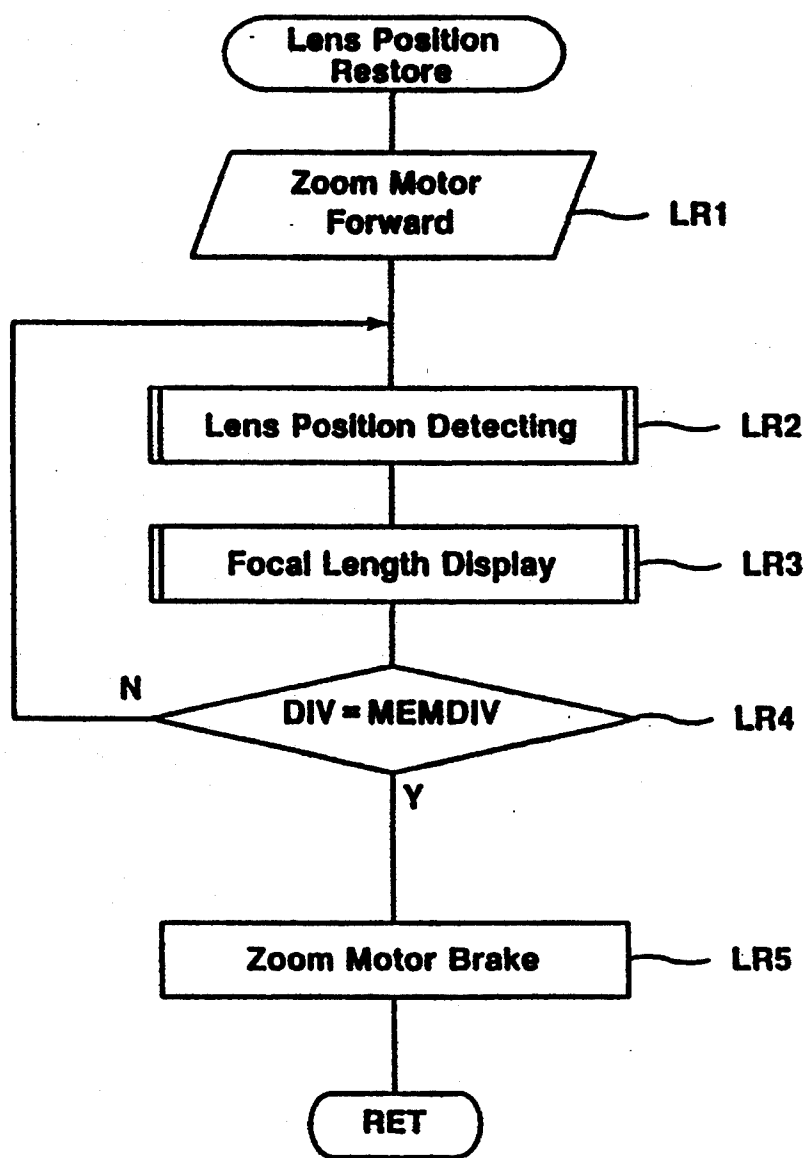 Lens Position
Restore
Zoom Motor
Forward
LR1
Lens Position Detecting
LR2
Focal Length Display
LR3
N
DIV = MEMDIV
LR4
Y
Zoom Motor Brake
LR5
RET